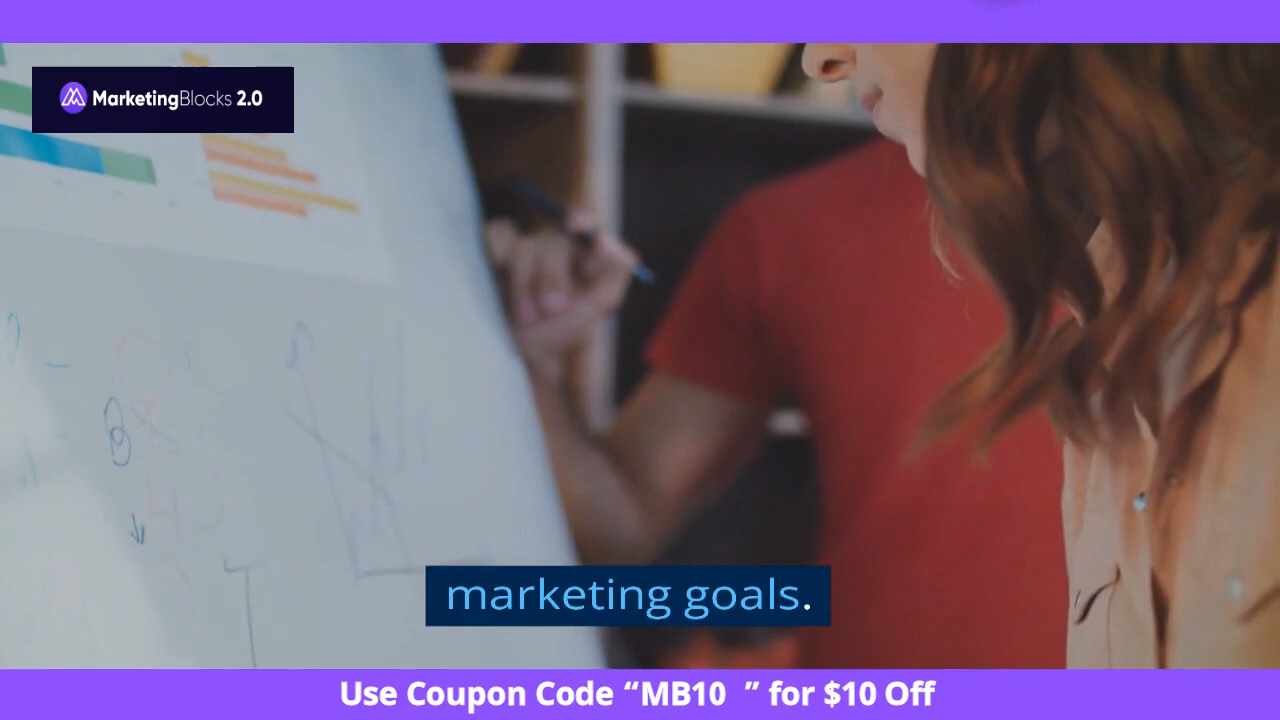 MarketingBlocks 2.0
marketing goals.
Use Coupon Code “MB10 ” for $10 Off